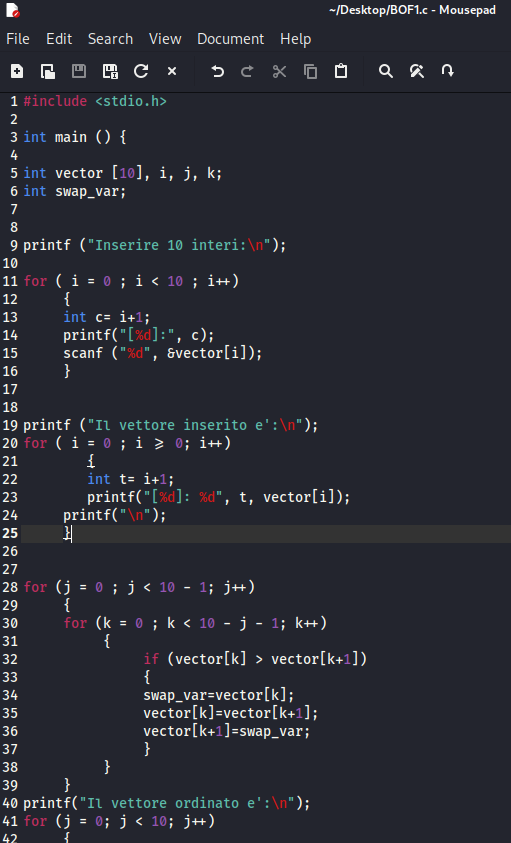 ~/Desktop/BOF1.c - Mousepad
File Edit Search View Document Help
1 #include <stdio.h>
2
3 int main () {
4
5 int vector [10], i, j, k;
6 int swap_var;
7
8
9 printf ("Inserire 10 interi:\n");
10
11 for ( i = 0 ; i < 10 ; i++)
12 {
13 int c= i+1;
14 printf("[%d]:", c);
15 scanf ("%d", &vector[i]);
16 }
17
18
19 printf ("Il vettore inserito e':\n");
20 for ( i = 0 ; i >= 0; i++)
21 {
22 int t= i+1;
23 printf("[%d]: %d", t, vector[i]);
24 printf("\n");
25 }
26
27
28 for (j = 0 ; j < 10 - 1; j++)
29 {
30 for (k = 0 ; k < 10 - j - 1; k++)
31 {
32 if (vector[k] > vector[k+1])
33 {
34 swap_var=vector[k];
35 vector[k]=vector[k+1];
36 vector[k+1]=swap_var;
37 }
38 }
39 }
40 printf("Il vettore ordinato e':\n");
41 for (j = 0; j < 10; j++)
42 {